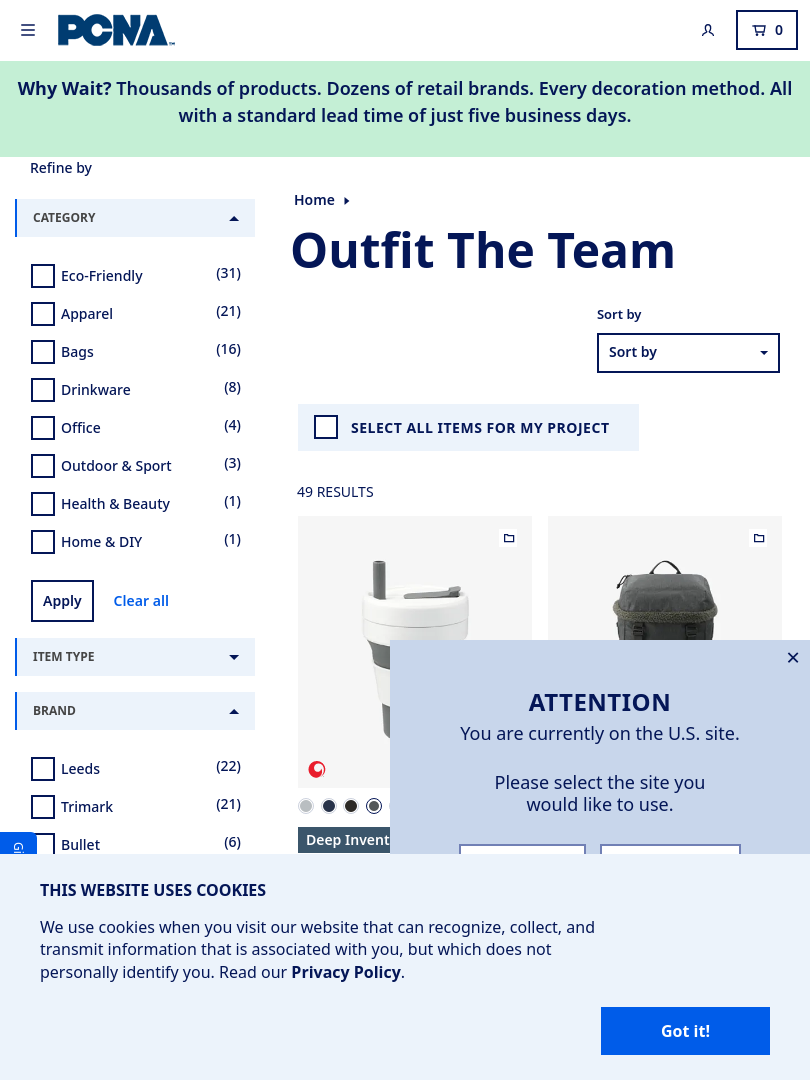 PCNA
0
Why Wait? Thousands of products. Dozens of retail brands. Every decoration method. All
with a standard lead time of just five business days.
Refine by
CATEGORY
Eco-Friendly (31)
Apparel (21)
Bags (16)
Drinkware (8)
Office (4)
Outdoor & Sport (3)
Health & Beauty (1)
Home & DIY (1)
Apply Clear all
ITEM TYPE
BRAND
Leeds (22)
Trimark (21)
Bullet (6)
Home
Outfit The Team
Sort by
Sort by
SELECT ALL ITEMS FOR MY PROJECT
49 RESULTS
Deep Invent
ATTENTION
You are currently on the U.S. site.
Please select the site you
would like to use.
THIS WEBSITE USES COOKIES
We use cookies when you visit our website that can recognize, collect, and
transmit information that is associated with you, but which does not
personally identify you. Read our Privacy Policy.
Got it!